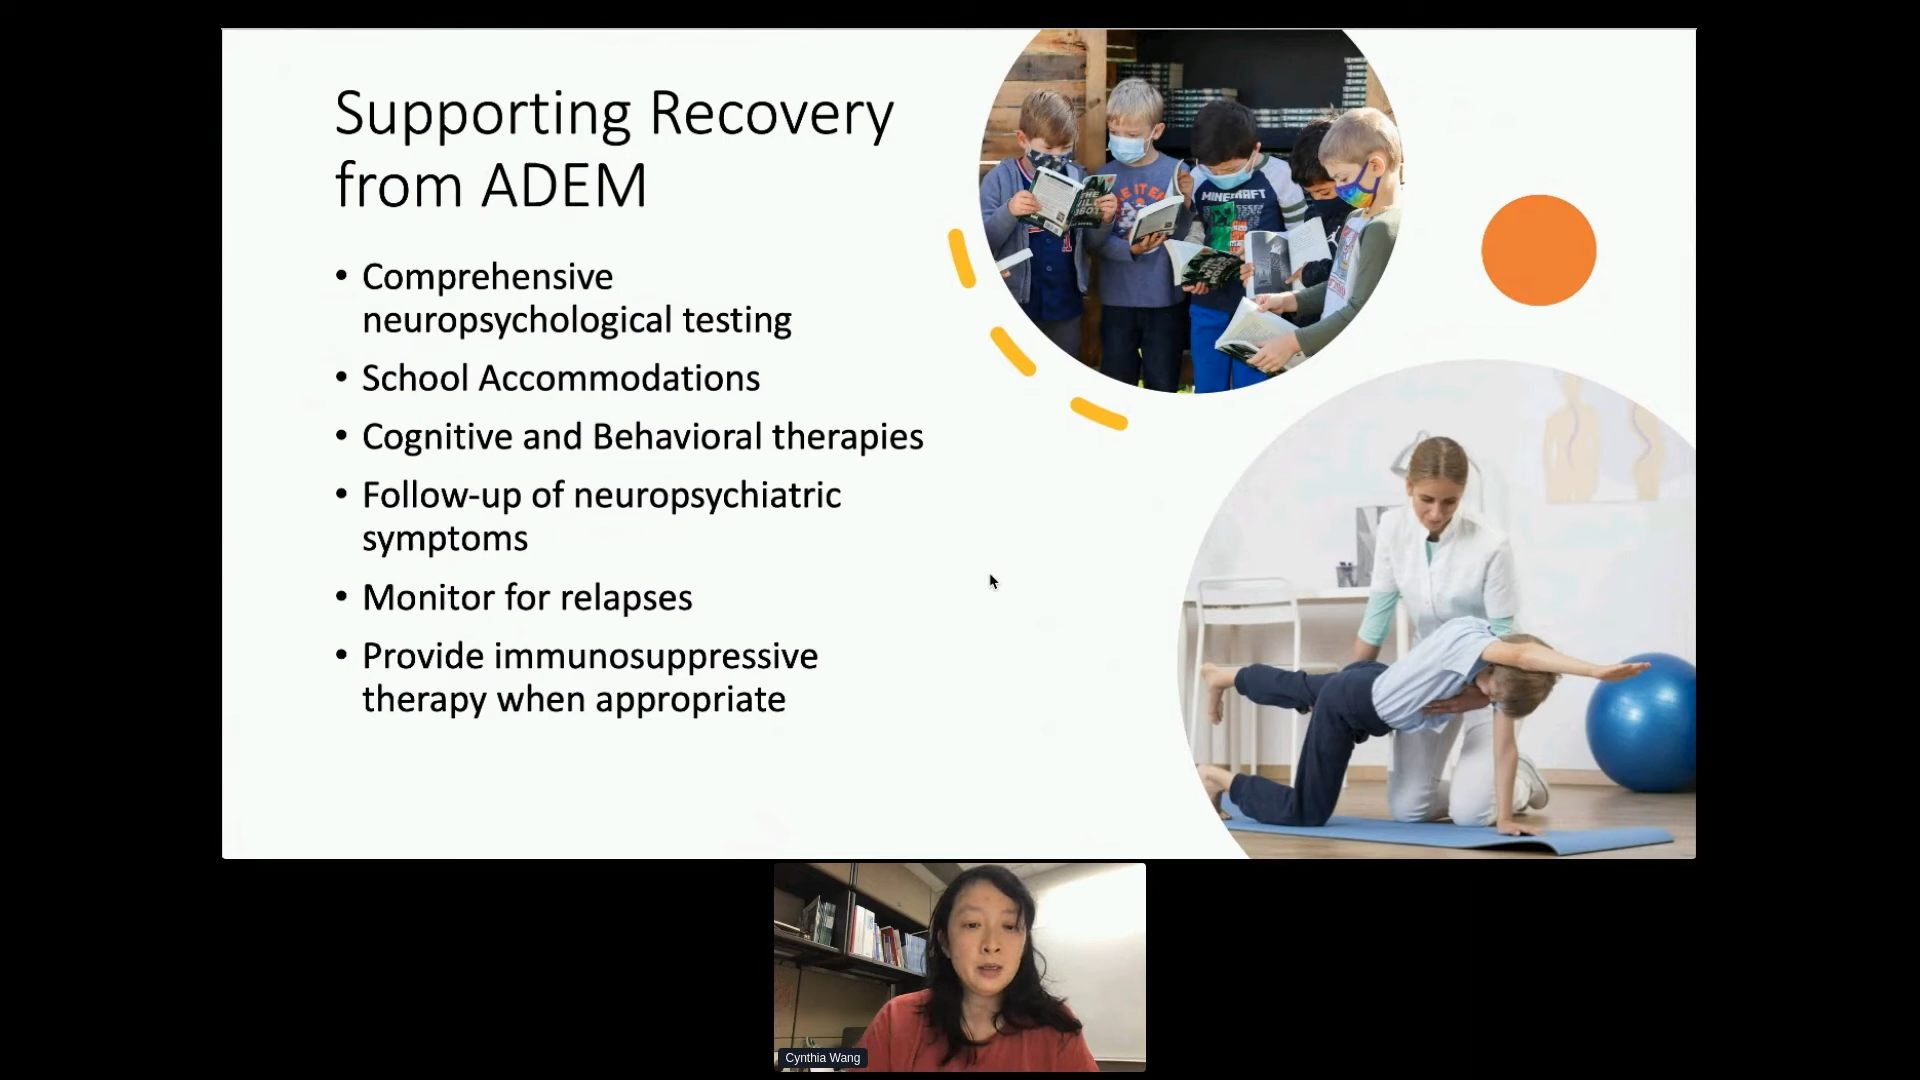 Supporting Recovery
from ADEM
• Comprehensive
neuropsychological testing
• School Accommodations
• Cognitive and Behavioral therapies
• Follow-up of neuropsychiatric
symptoms
• Monitor for relapses
• Provide immunosuppressive
therapy when appropriate
MINECRAFT
Cynthia Wang